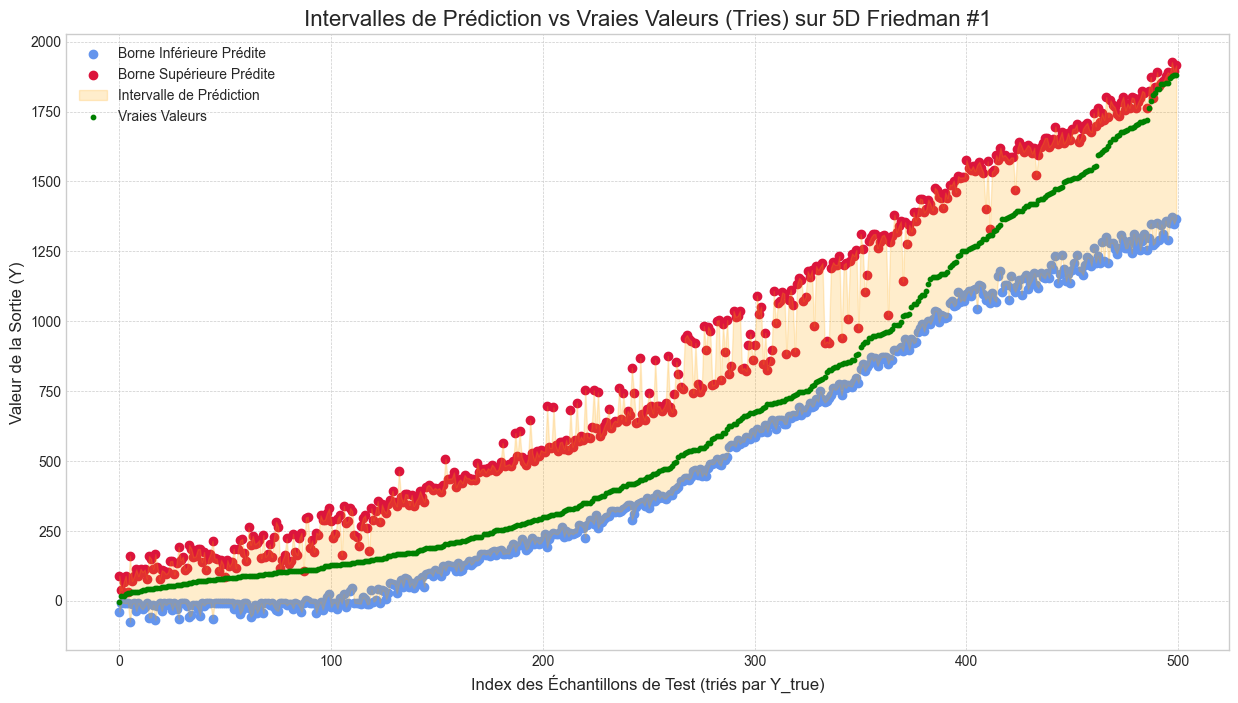 Intervalles de Prédiction vs Vraies Valeurs (Tries) sur 5D Friedman #1
Borne Inférieure Prédite
Borne Supérieure Prédite
Intervalle de Prédiction
Vraies Valeurs
Valeur de la Sortie (Y)
2000
1750
1500
1250
1000
750
500
250
0
0
100
200
300
400
500
Index des Échantillons de Test (triés par Y_true)